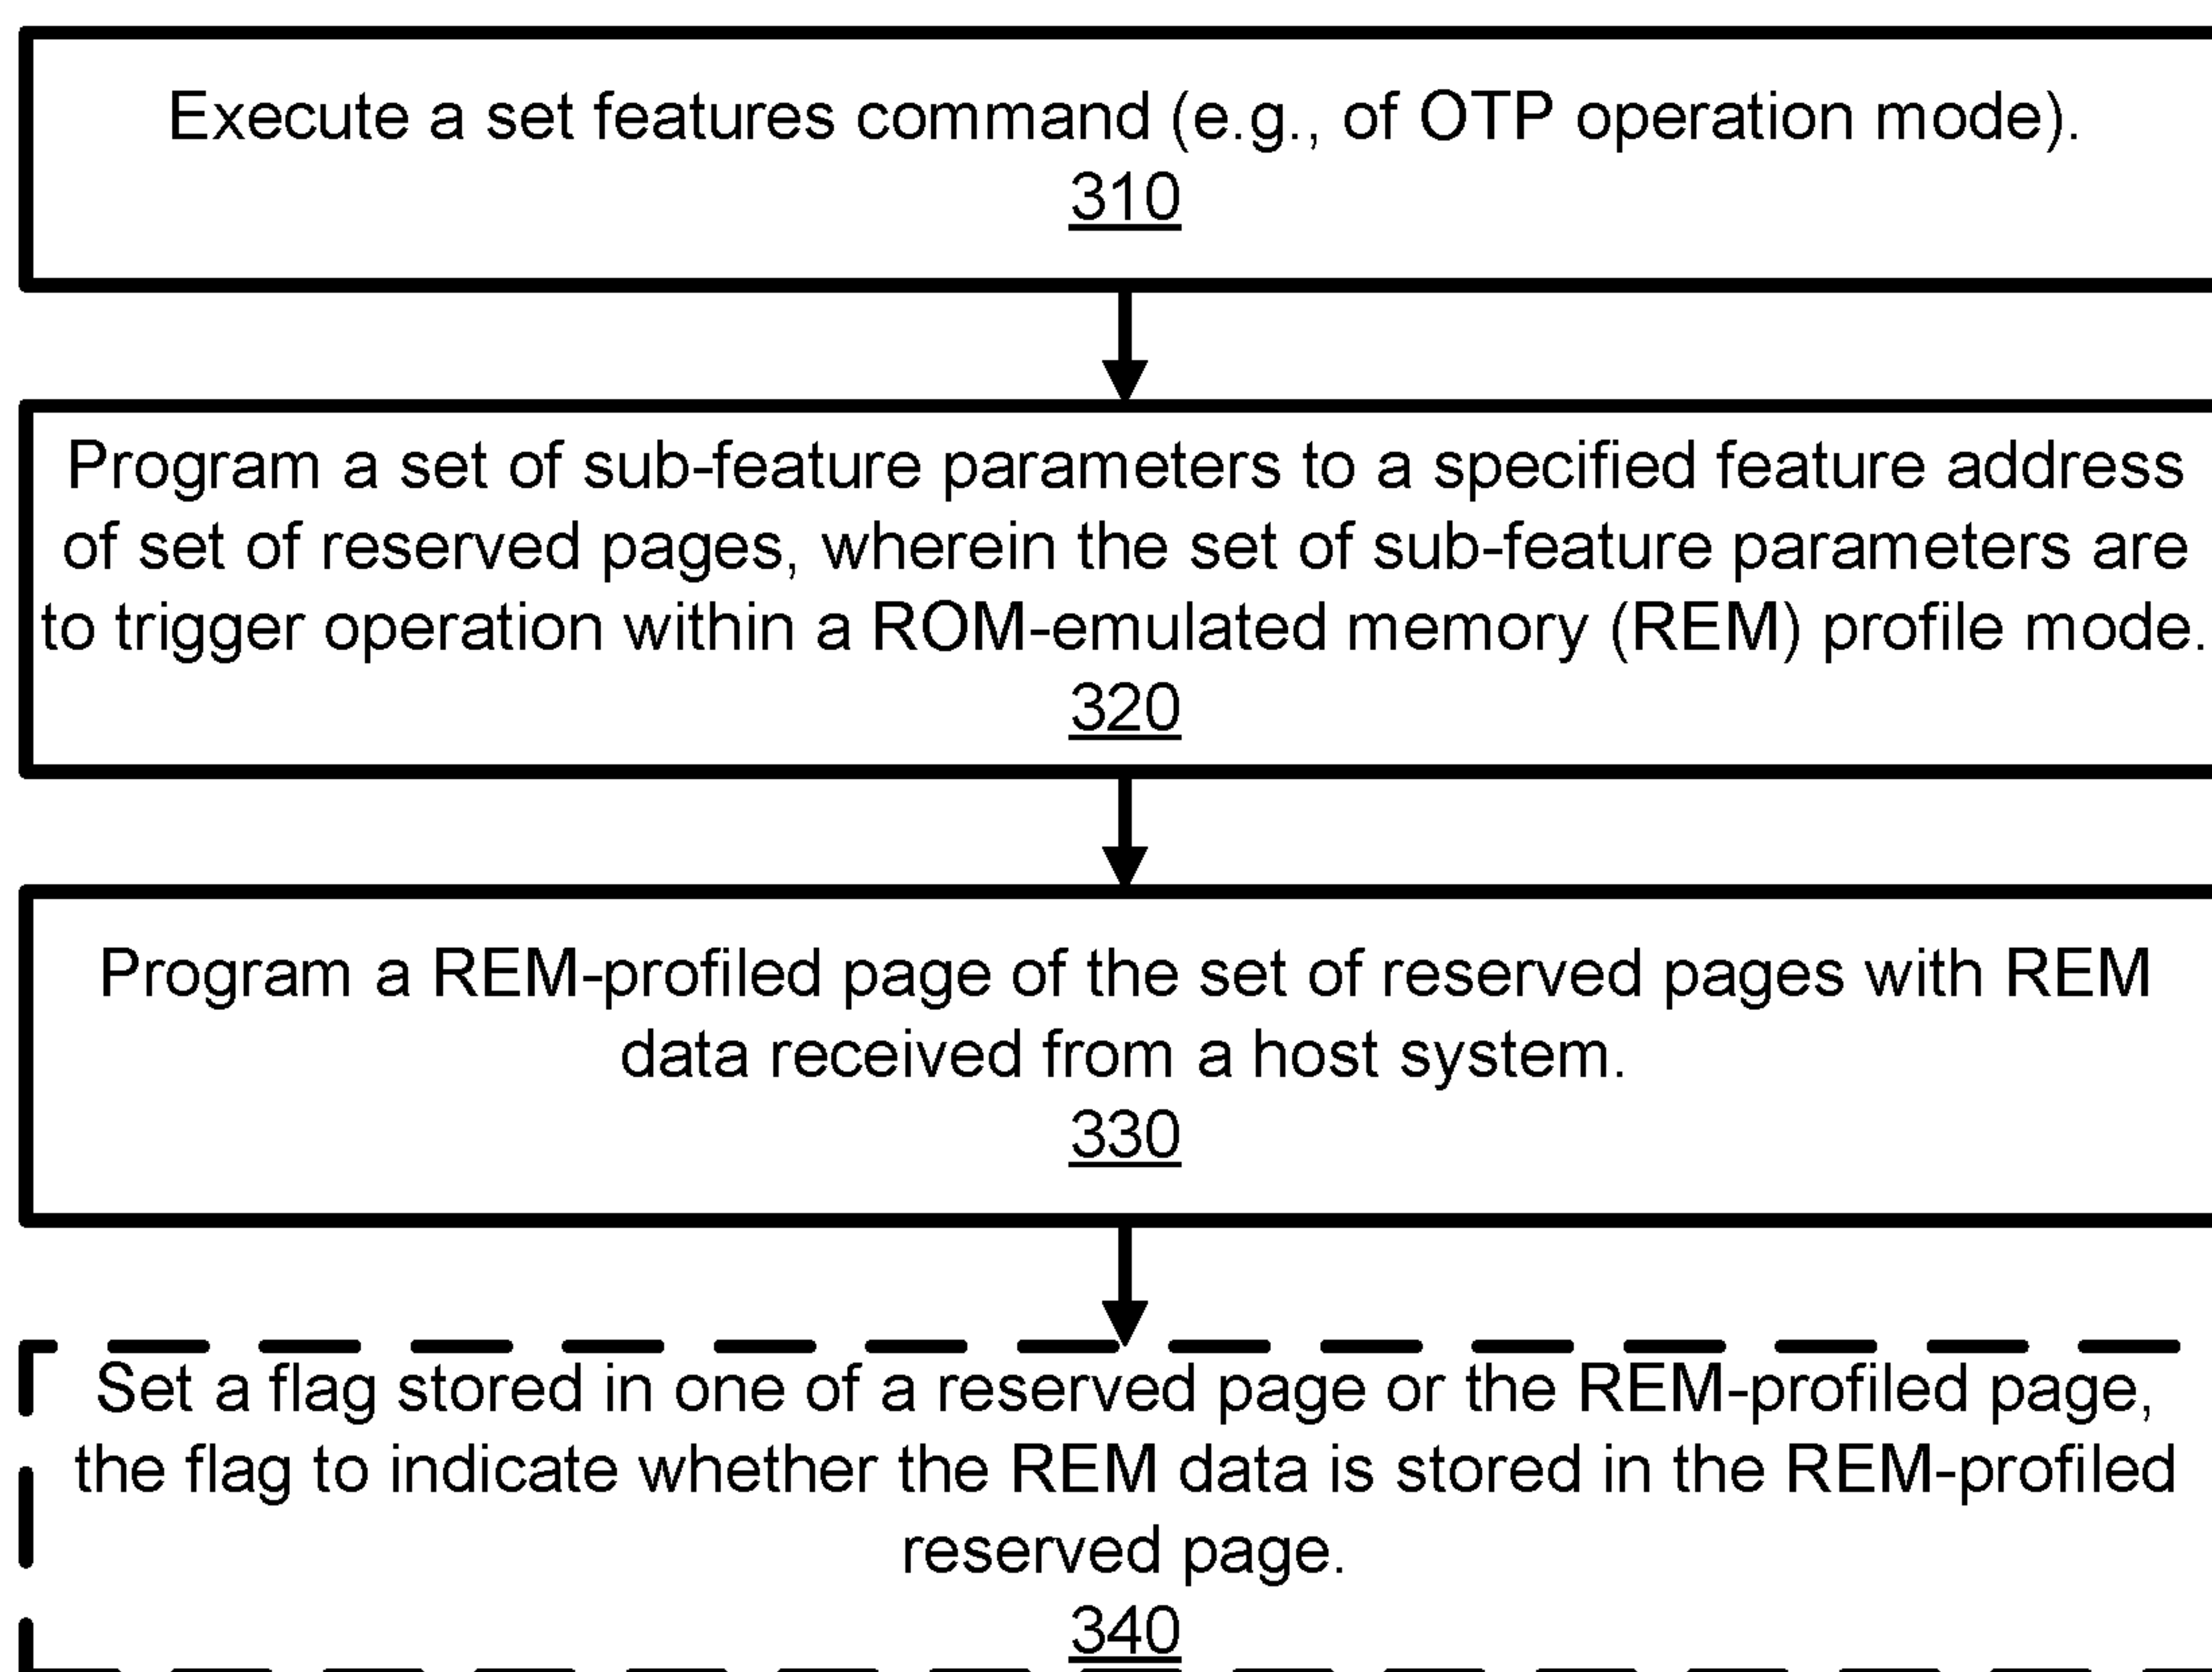 Execute a set features command (e.g., of OTP operation mode).
310
Program a set of sub-feature parameters to a specified feature address
of set of reserved pages, wherein the set of sub-feature parameters are
to trigger operation within a ROM-emulated memory (REM) profile mode.
320
Program a REM-profiled page of the set of reserved pages with REM
data received from a host system.
330
Set a flag stored in one of a reserved page or the REM-profiled page,
the flag to indicate whether the REM data is stored in the REM-profiled
reserved page.
340